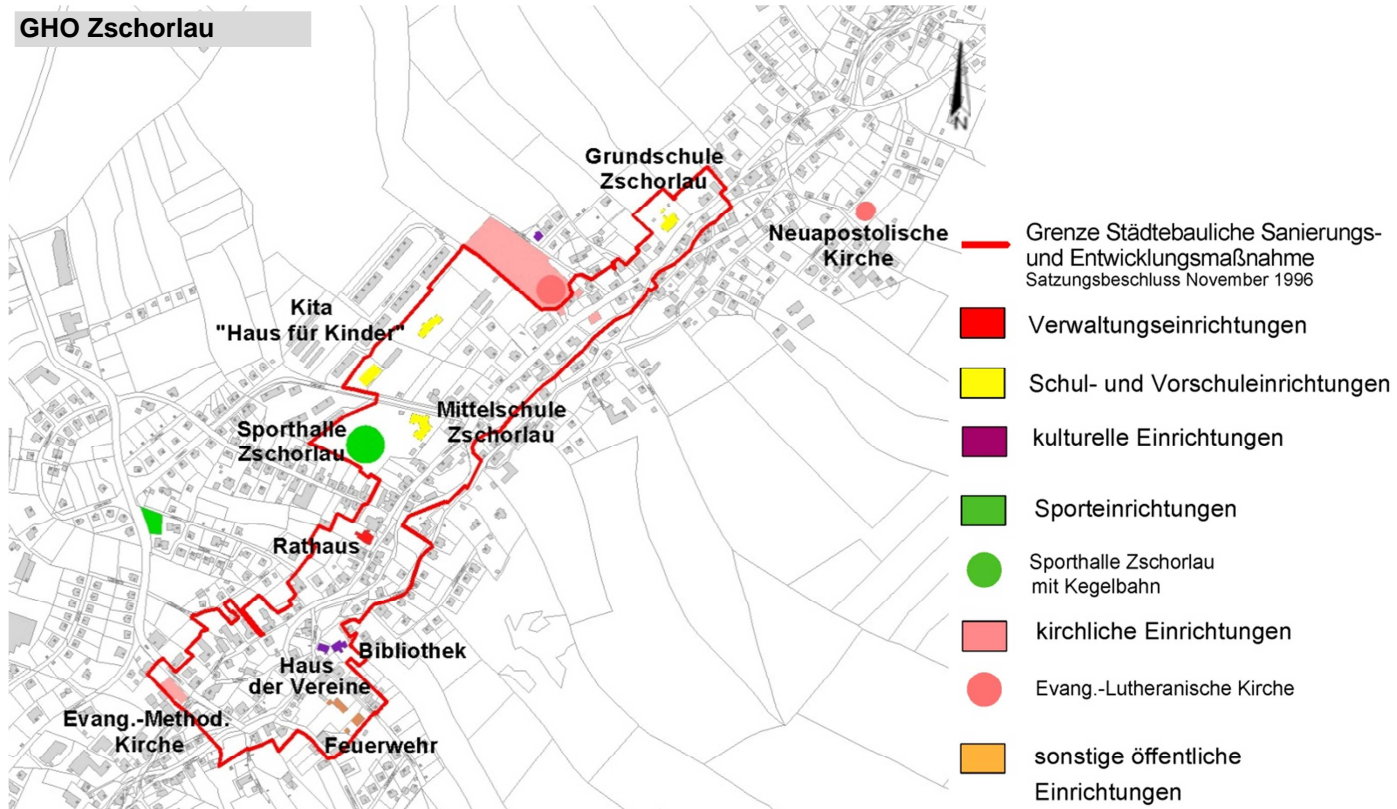 GHO Zschorlau
N
Grundschule
Zschorlau
Neuapostolische
Kirche
Kita
"Haus für Kinder"
Mittelschule
Zschorlau
Sporthalle
Zschorlau
Rathaus
Bibliothek
Haus
der Vereine
Evang.-Method.
Kirche
Feuerwehr
Grenze Städtebauliche Sanierungs-
und Entwicklungsmaßnahme
Satzungsbeschluss November 1996
Verwaltungseinrichtungen
Schul- und Vorschuleinrichtungen
kulturelle Einrichtungen
Sporteinrichtungen
Sporthalle Zschorlau
mit Kegelbahn
kirchliche Einrichtungen
Evang.-Lutheranische Kirche
sonstige öffentliche
Einrichtungen